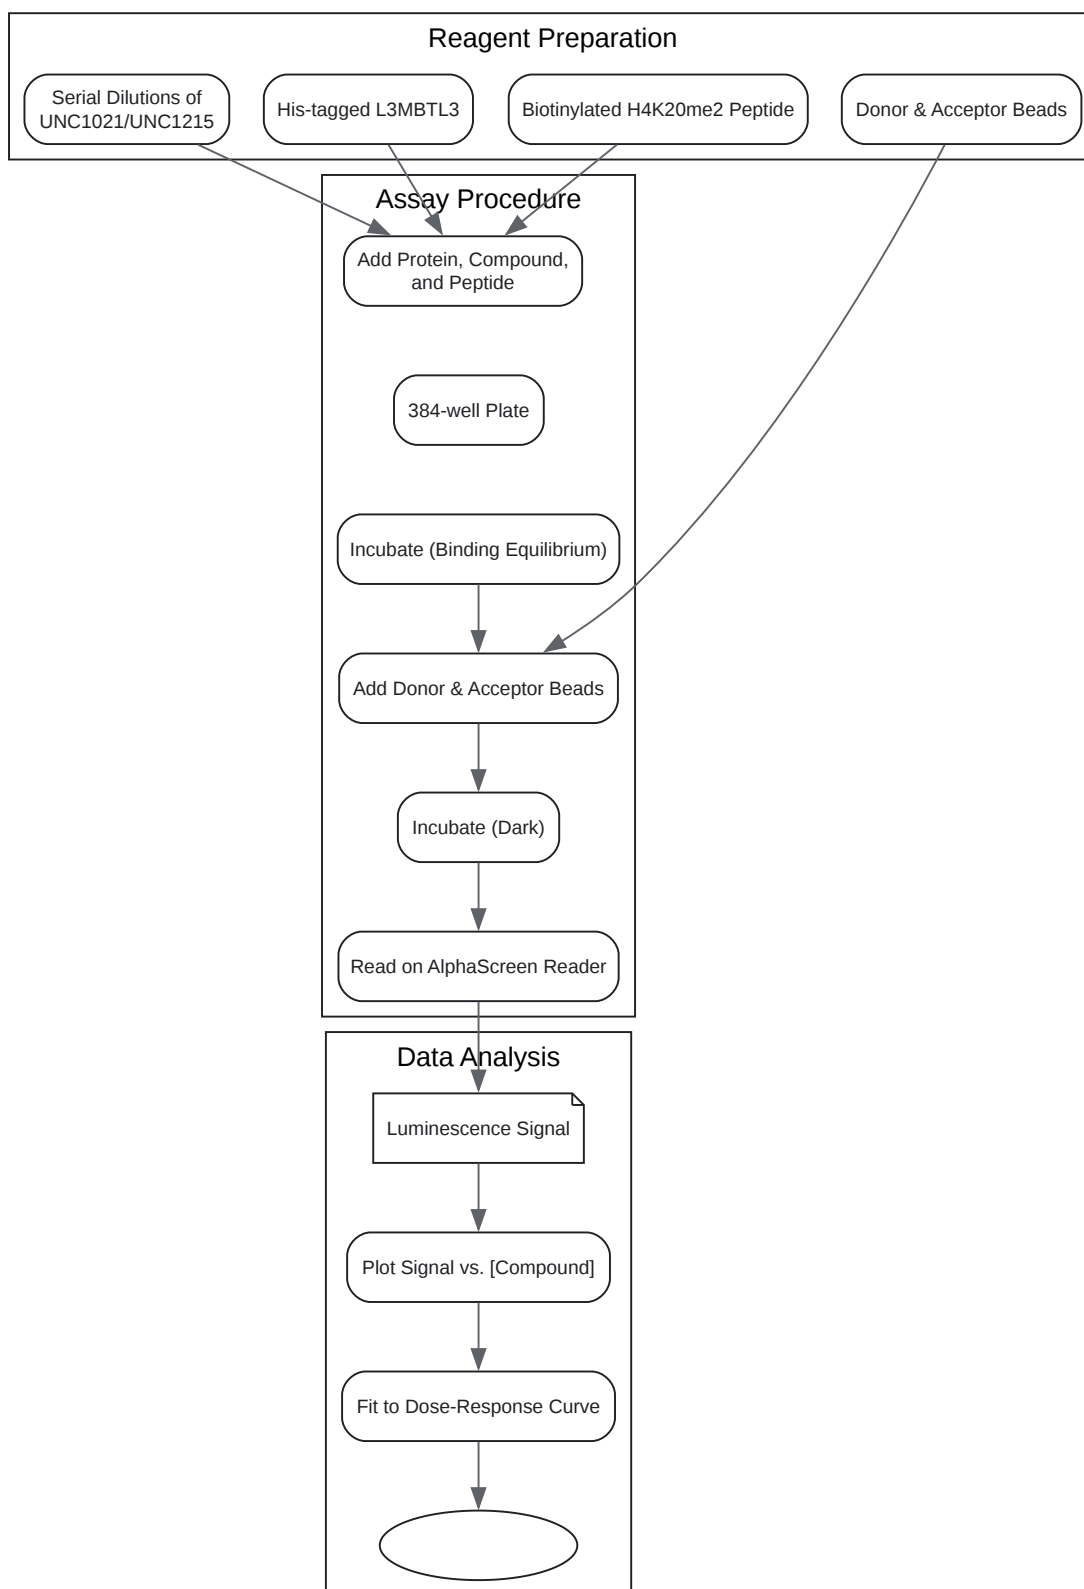 Reagent Preparation
Serial Dilutions of
UNC1021/UNC1215
His-tagged L3MBTL3
Biotinylated H4K20me2 Peptide
Donor & Acceptor Beads
Assay Procedure
Add Protein, Compound,
and Peptide
384-well Plate
Incubate (Binding Equilibrium)
Add Donor & Acceptor Beads
Incubate (Dark)
Read on AlphaScreen Reader
Data Analysis
Luminescence Signal
Plot Signal vs. [Compound]
Fit to Dose-Response Curve